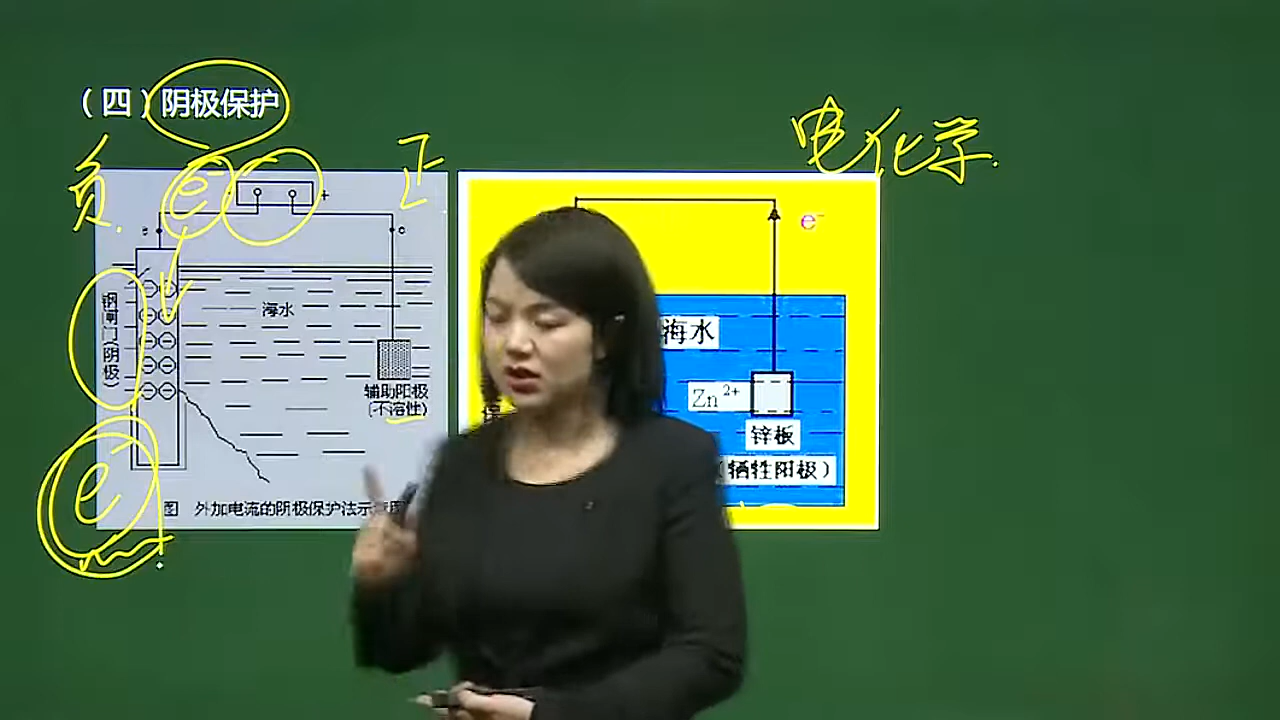 (四)阴极保护
电化学
负
e⁻
正
+
e
e
e⁻
海水
钢闸门(阴极)
辅助阳极
(不溶性)
e⁻
图 外加电流的阴极保护法示意图
海水
Zn²⁺
锌板
(牺牲阳极)